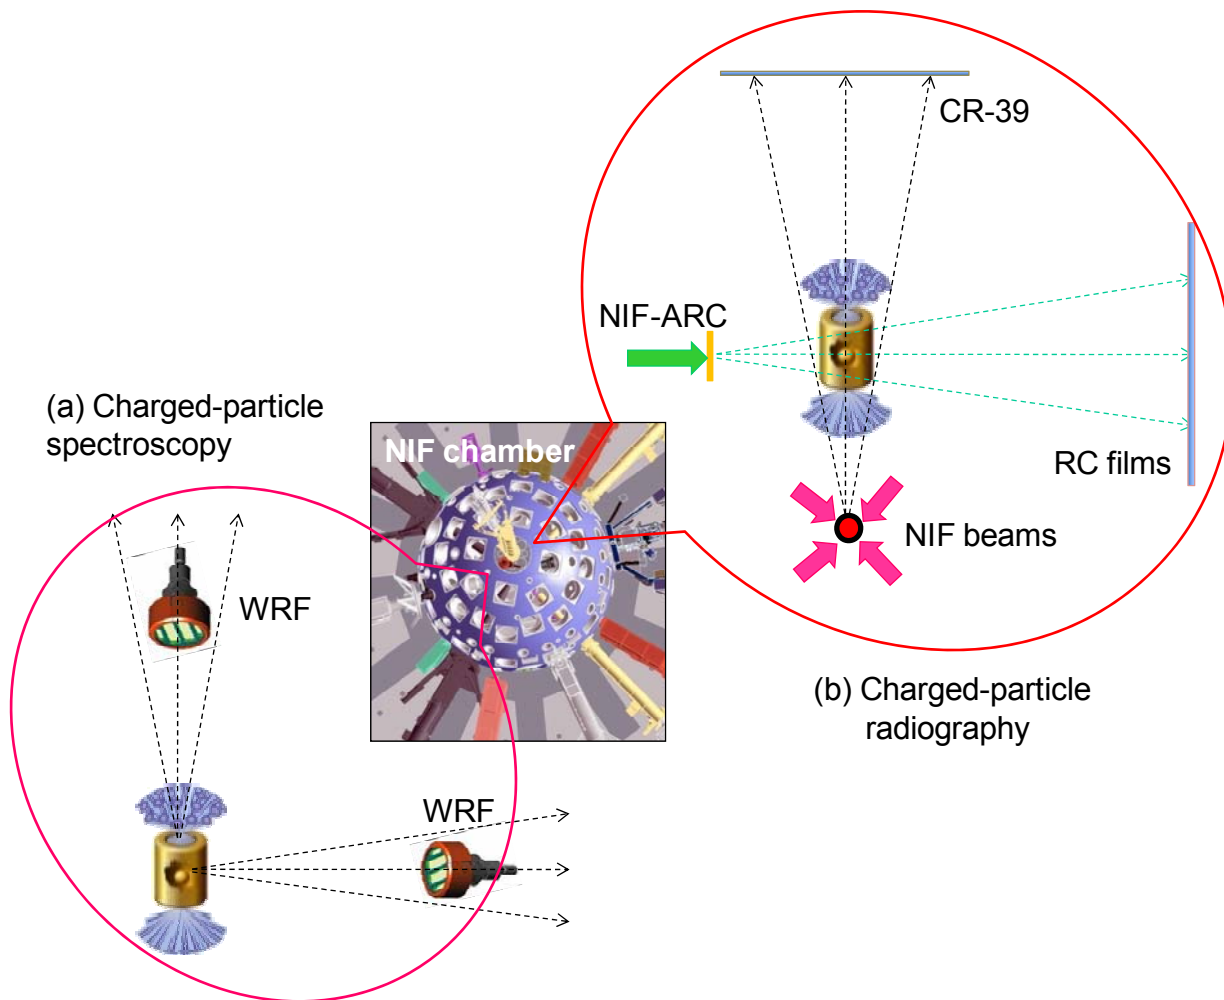 CR-39
NIF-ARC
(a) Charged-particle
spectroscopy
NIF chamber
RC films
NIF beams
WRF
(b) Charged-particle
radiography
WRF